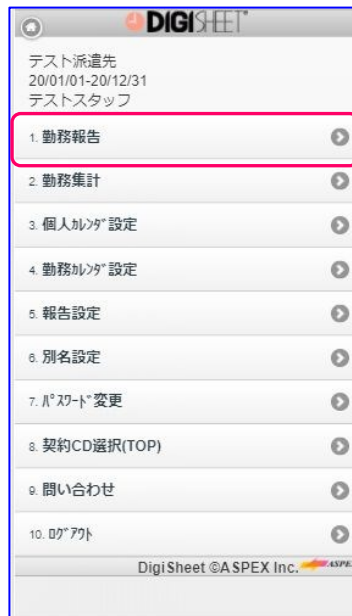 DIGISHEET®
テスト派遣先
20/01/01-20/12/31
テストスタッフ
1. 勤務報告
2. 勤務集計
3. 個人ｶﾚﾝﾀﾞ設定
4. 勤務ｶﾚﾝﾀﾞ設定
5. 報告設定
6. 別名設定
7. ﾊﾟｽﾜｰﾄﾞ変更
8. 契約CD選択(TOP)
9. 問い合わせ
10. ﾛｸﾞｱｳﾄ
DigiSheet ©ASPEX Inc. ASPEX